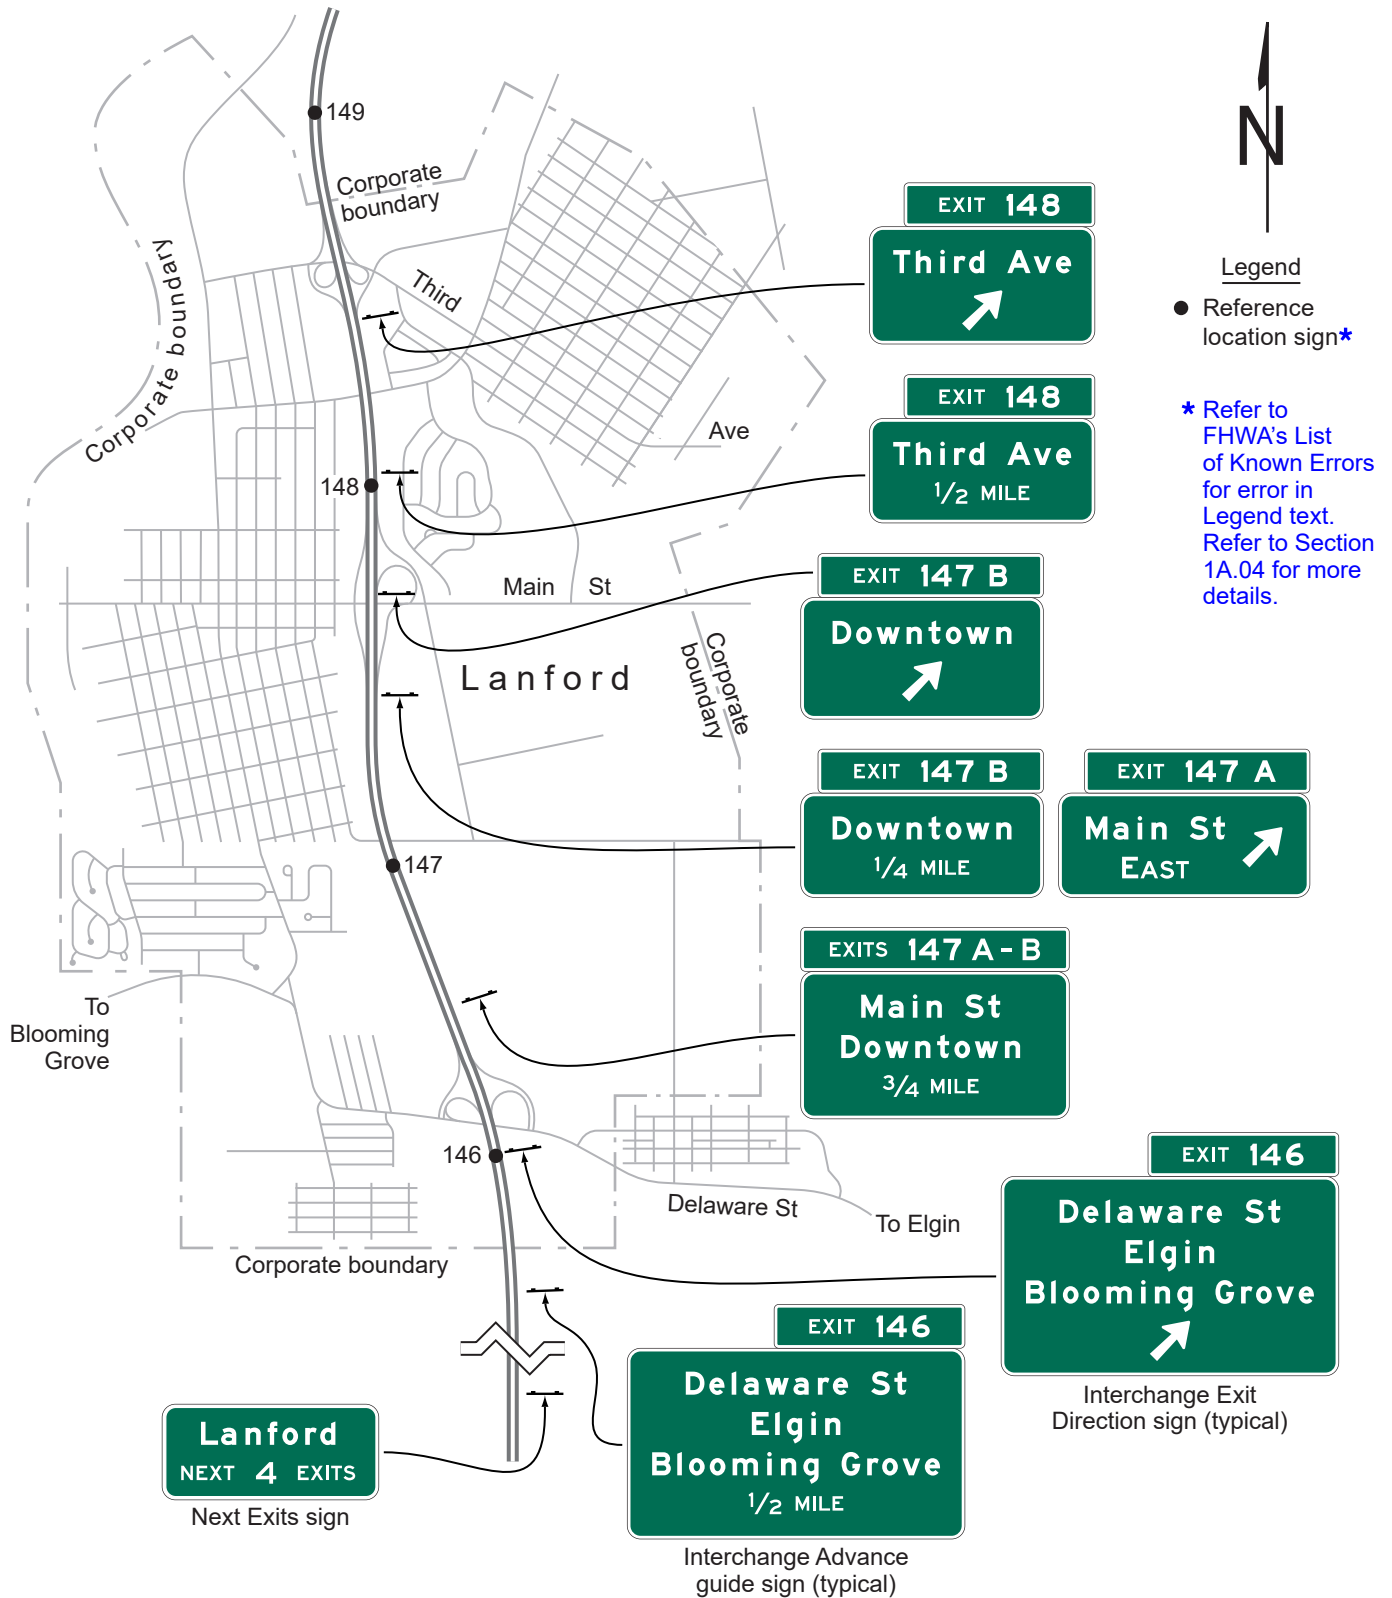 149
Corporate
boundary
Corporate boundary
Third
Ave
148
Main St
Lanford
Corporate
boundary
147
To
Blooming
Grove
146
Delaware St
To Elgin
Corporate boundary
N
Legend
Reference
location sign*
* Refer to
FHWA's List
of Known Errors
for error in
Legend text.
Refer to Section
1A.04 for more
details.
EXIT 148
Third Ave
EXIT 148
Third Ave
1/2 MILE
EXIT 147 B
Downtown
EXIT 147 B
Downtown
1/4 MILE
EXIT 147 A
Main St
EAST
EXITS 147 A-B
Main St
Downtown
3/4 MILE
EXIT 146
Delaware St
Elgin
Blooming Grove
Interchange Exit
Direction sign (typical)
EXIT 146
Delaware St
Elgin
Blooming Grove
1/2 MILE
Interchange Advance
guide sign (typical)
Lanford
NEXT 4 EXITS
Next Exits sign